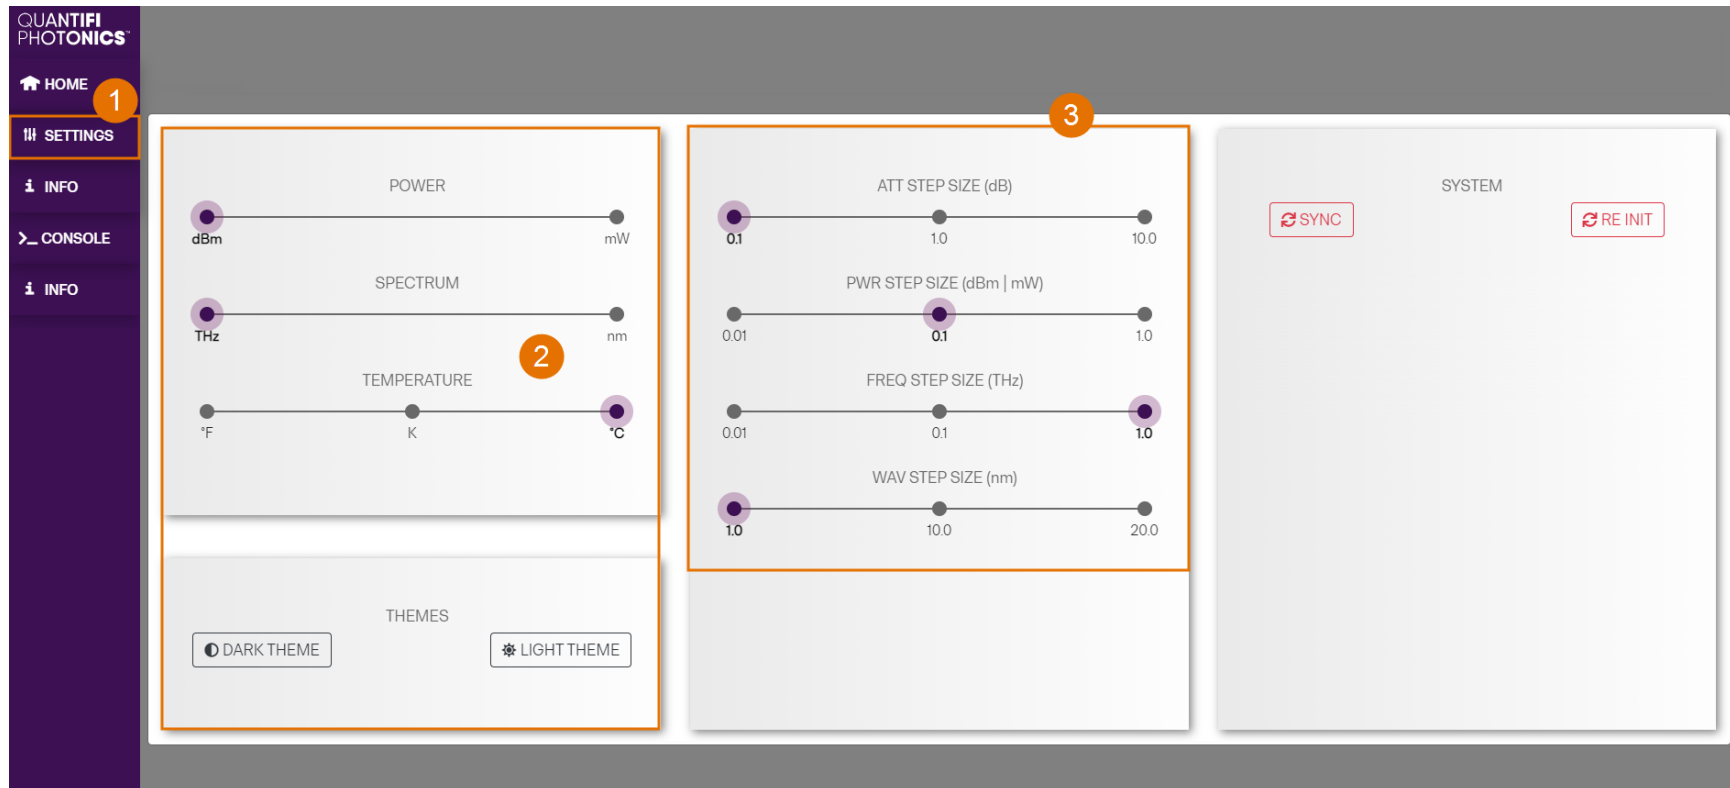 QUANTIFI
PHOTONICS™
HOME
1
SETTINGS
INFO
>_ CONSOLE
INFO
POWER
dBm mW
SPECTRUM
THz nm
2
TEMPERATURE
°F K °C
THEMES
DARK THEME LIGHT THEME
3
ATT STEP SIZE (dB)
0.1 1.0 10.0
PWR STEP SIZE (dBm | mW)
0.01 0.1 1.0
FREQ STEP SIZE (THz)
0.01 0.1 1.0
WAV STEP SIZE (nm)
1.0 10.0 20.0
SYSTEM
SYNC RE INIT